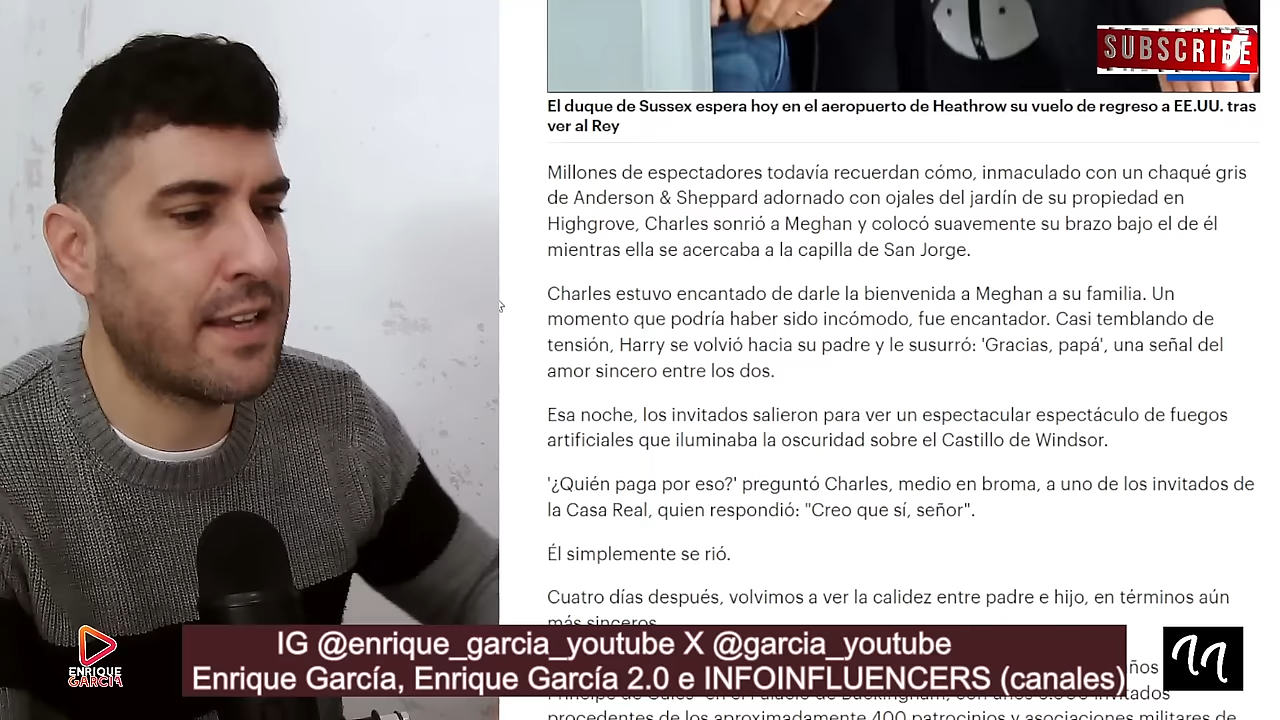 SUBSCRIBE
El duque de Sussex espera hoy en el aeropuerto de Heathrow su vuelo de regreso a EE.UU. tras
ver al Rey
Millones de espectadores todavía recuerdan cómo, inmaculado con un chaqué gris
de Anderson & Sheppard adornado con ojales del jardín de su propiedad en
Highgrove, Charles sonrió a Meghan y colocó suavemente su brazo bajo el de él
mientras ella se acercaba a la capilla de San Jorge.
Charles estuvo encantado de darle la bienvenida a Meghan a su familia. Un
momento que podría haber sido incómodo, fue encantador. Casi temblando de
tensión, Harry se volvió hacia su padre y le susurró: 'Gracias, papá', una señal del
amor sincero entre los dos.
Esa noche, los invitados salieron para ver un espectacular espectáculo de fuegos
artificiales que iluminaba la oscuridad sobre el Castillo de Windsor.
'¿Quién paga por eso?' preguntó Charles, medio en broma, a uno de los invitados de
la Casa Real, quien respondió: "Creo que sí, señor".
Él simplemente se rió.
Cuatro días después, volvimos a ver la calidez entre padre e hijo, en términos aún
más sinceros
IG @enrique_garcia_youtube X @garcia_youtube
Enrique García, Enrique García 2.0 e INFOINFLUENCERS (canales)
ENRIQUE
GARCÍA
procedentes de los aproximadamente 400 patrocinios y asociaciones militares de